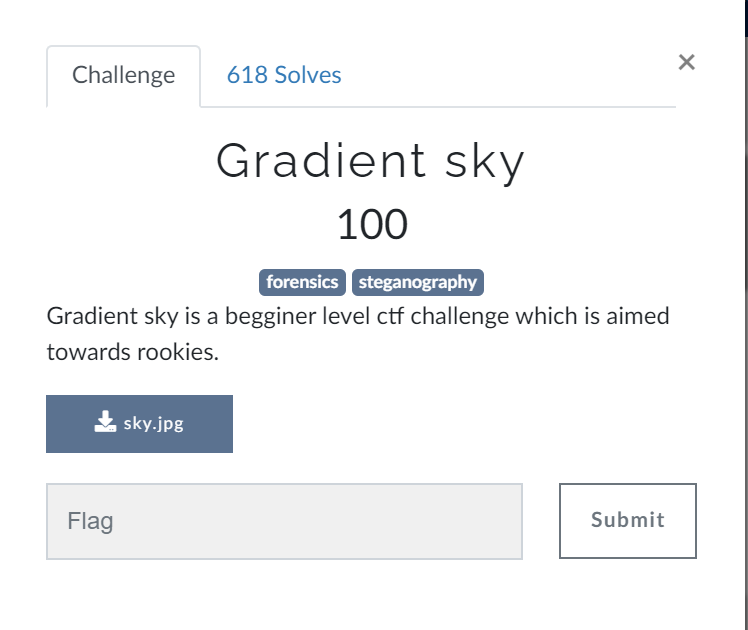 Challenge
618 Solves
×
Gradient sky
100
forensics steganography
Gradient sky is a begginer level ctf challenge which is aimed
towards rookies.
sky.jpg
Flag
Submit